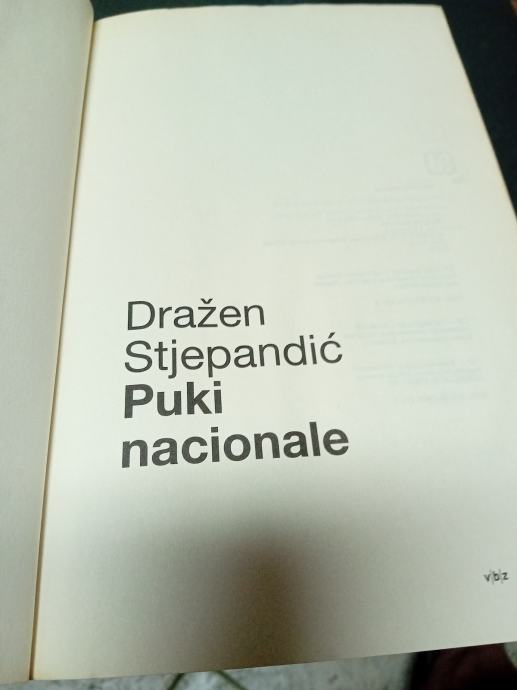 Dražen
Stjepandić
Puki
nacionale
v|b|z